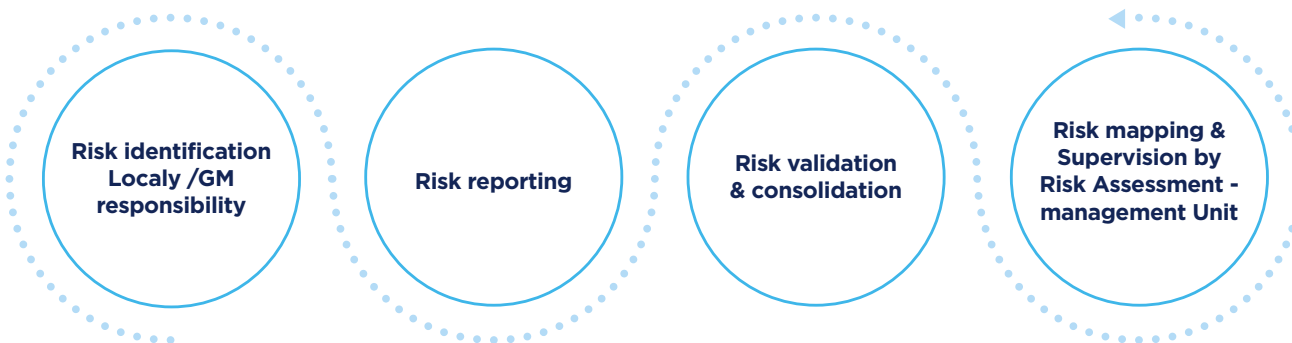 Risk identification
Localy /GM
responsibility
Risk reporting
Risk validation
& consolidation
Risk mapping &
Supervision by
Risk Assessment -
management Unit